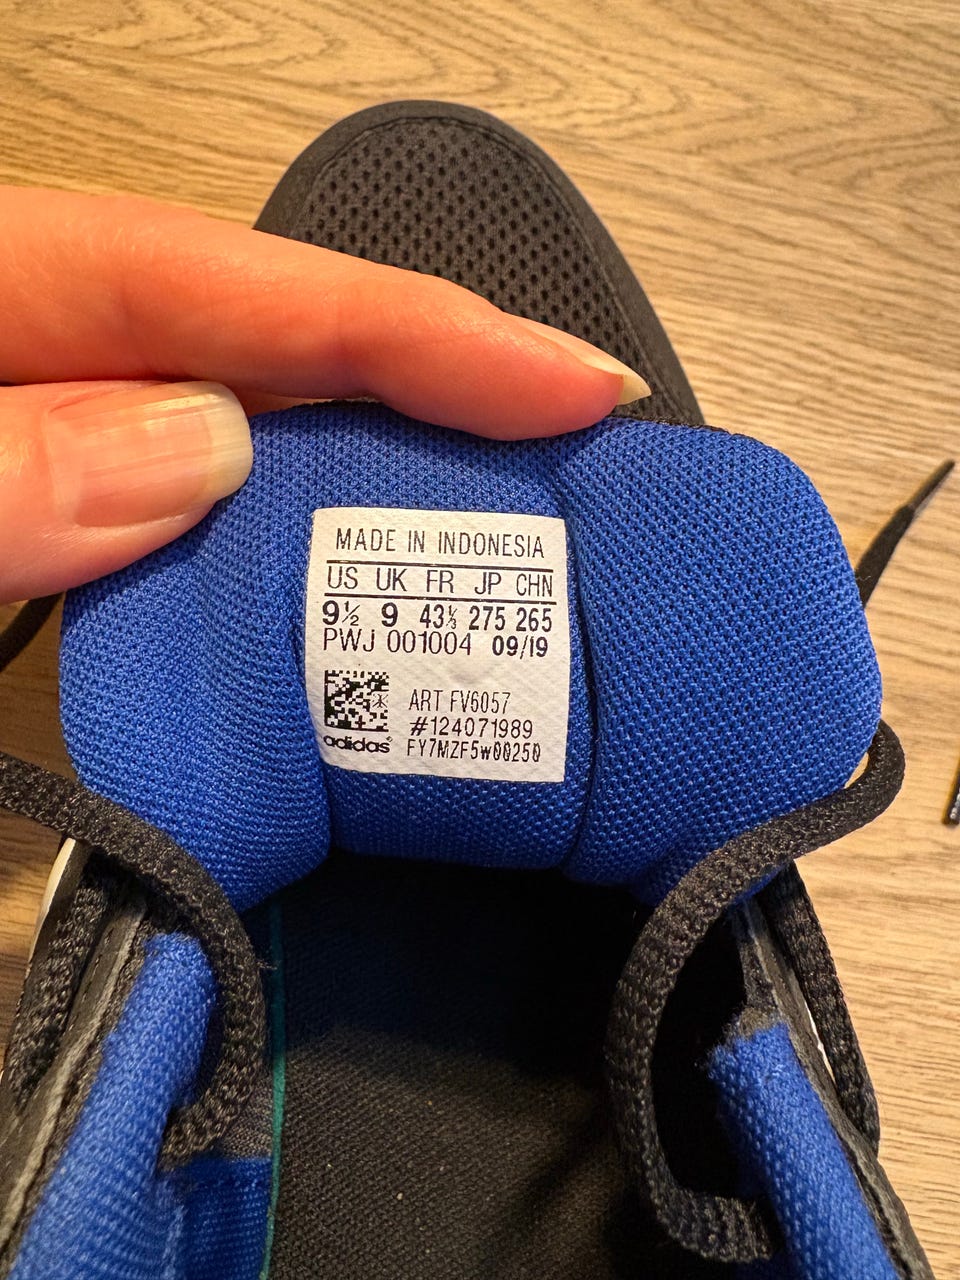 MADE IN INDONESIA
US UK FR JP CHN
9½ 9 43⅓ 275 265
PWJ 001004 09/19
ART FV6057
#124071989
adidas® FY7MZF5w00250